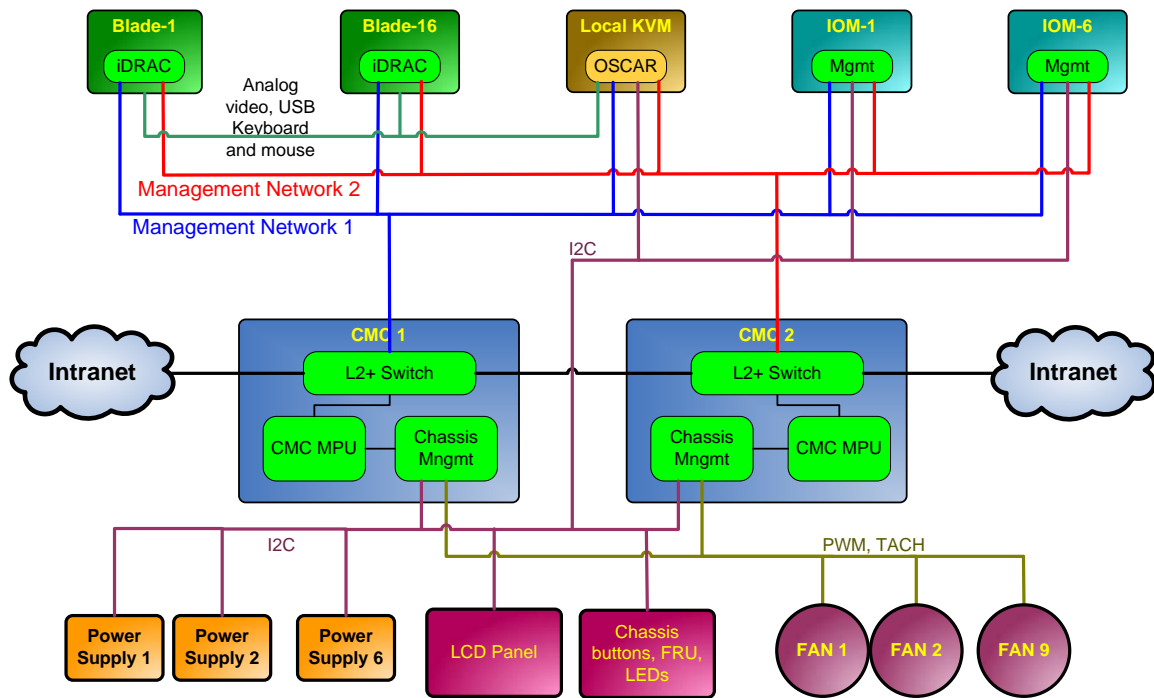 Blade-1
Blade-16
Local KVM
IOM-1
IOM-6
iDRAC
iDRAC
OSCAR
Mgmt
Mgmt
Analog
video, USB
Keyboard
and mouse
Management Network 2
Management Network 1
I2C
CMC 1
CMC 2
Intranet
L2+ Switch
L2+ Switch
Intranet
CMC MPU
Chassis
Mngmt
Chassis
Mngmt
CMC MPU
I2C
PWM, TACH
Power
Supply 1
Power
Supply 2
Power
Supply 6
LCD Panel
Chassis
buttons, FRU,
LEDs
FAN 1
FAN 2
FAN 9